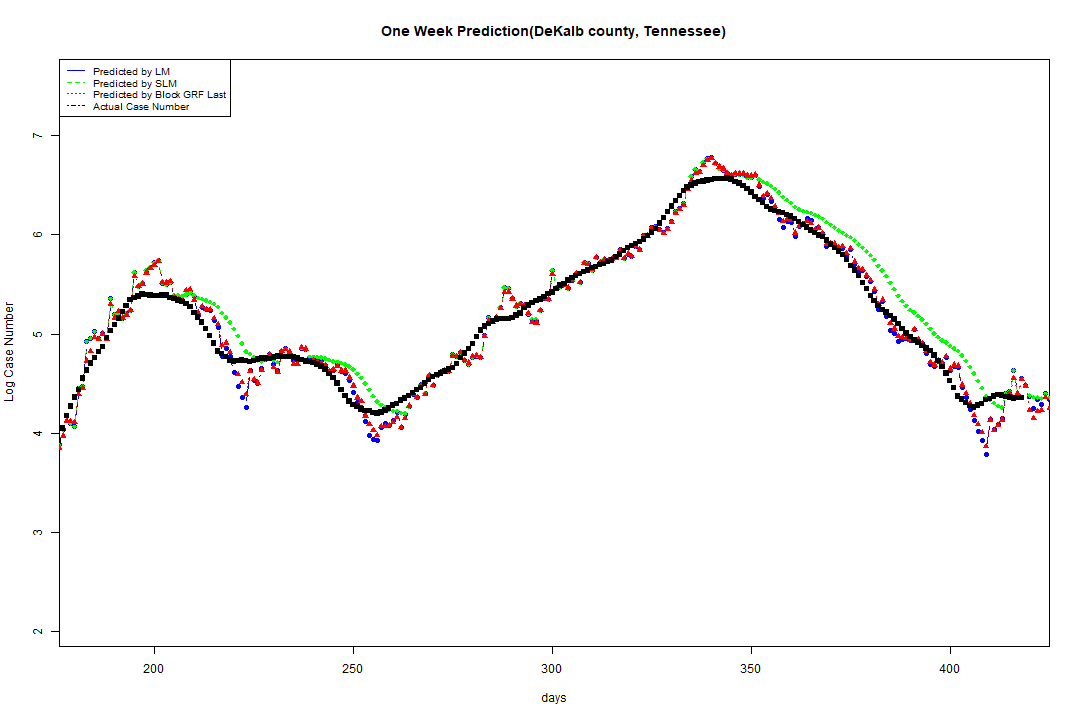 One Week Prediction(DeKalb county, Tennessee)
Predicted by LM
Predicted by SLM
Predicted by Block GRF Last
Actual Case Number
7
6
5
4
3
2
Log Case Number
200 250 300 350 400
days